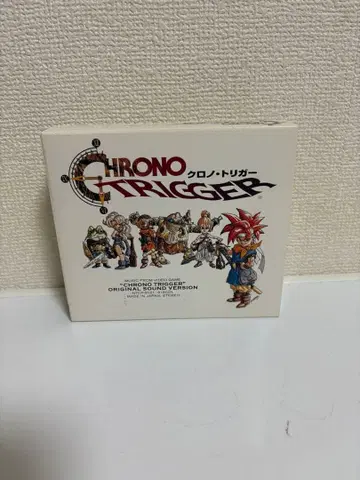 CHRONO
クロノ・トリガー
TRIGGER
MUSIC FROM VIDEO GAME
"CHRONO TRIGGER"
ORIGINAL SOUND VERSION
MADE IN JAPAN, STEREO